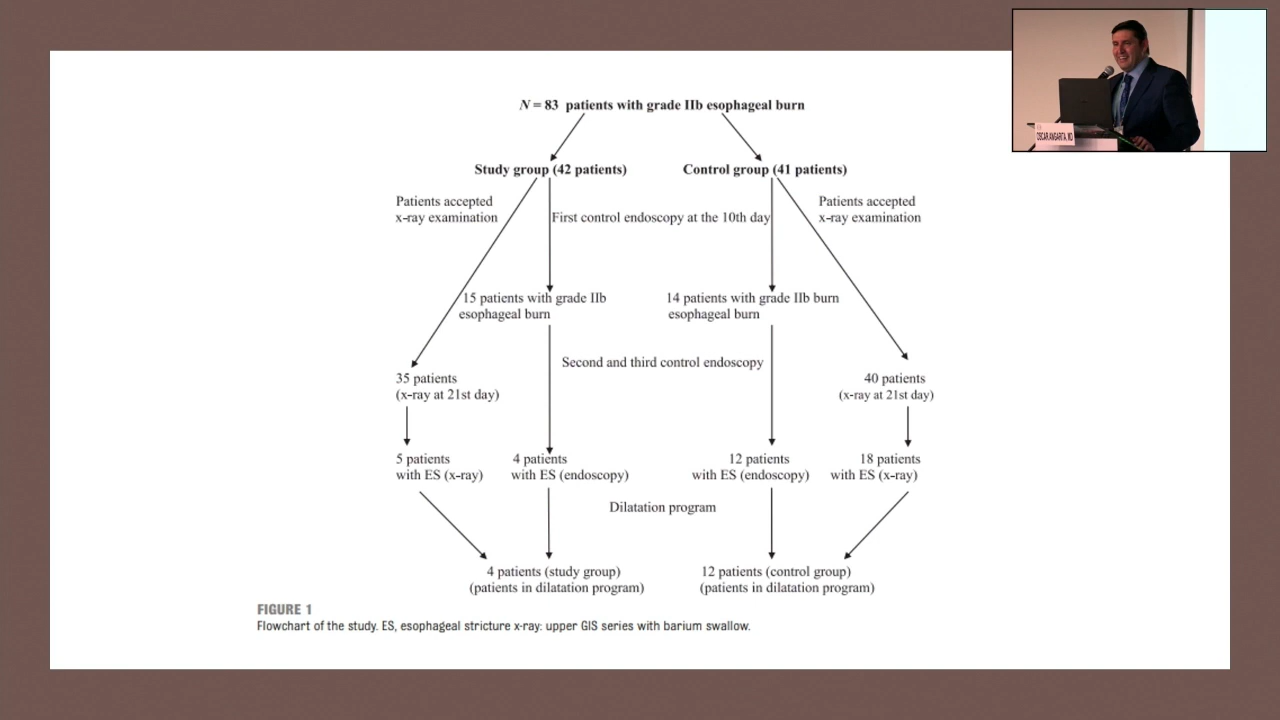 N = 83 patients with grade IIb esophageal burn
Study group (42 patients)
Control group (41 patients)
Patients accepted
x-ray examination
First control endoscopy at the 10th day
Patients accepted
x-ray examination
15 patients with grade IIb
esophageal burn
14 patients with grade IIb burn
esophageal burn
Second and third control endoscopy
35 patients
(x-ray at 21st day)
40 patients
(x-ray at 21st day)
5 patients
with ES (x-ray)
4 patients
with ES (endoscopy)
12 patients
with ES (endoscopy)
18 patients
with ES (x-ray)
Dilatation program
4 patients (study group)
(patients in dilatation program)
12 patients (control group)
(patients in dilatation program)
FIGURE 1
Flowchart of the study. ES, esophageal stricture x-ray: upper GIS series with barium swallow.
OSCAR ANGARITA, MD